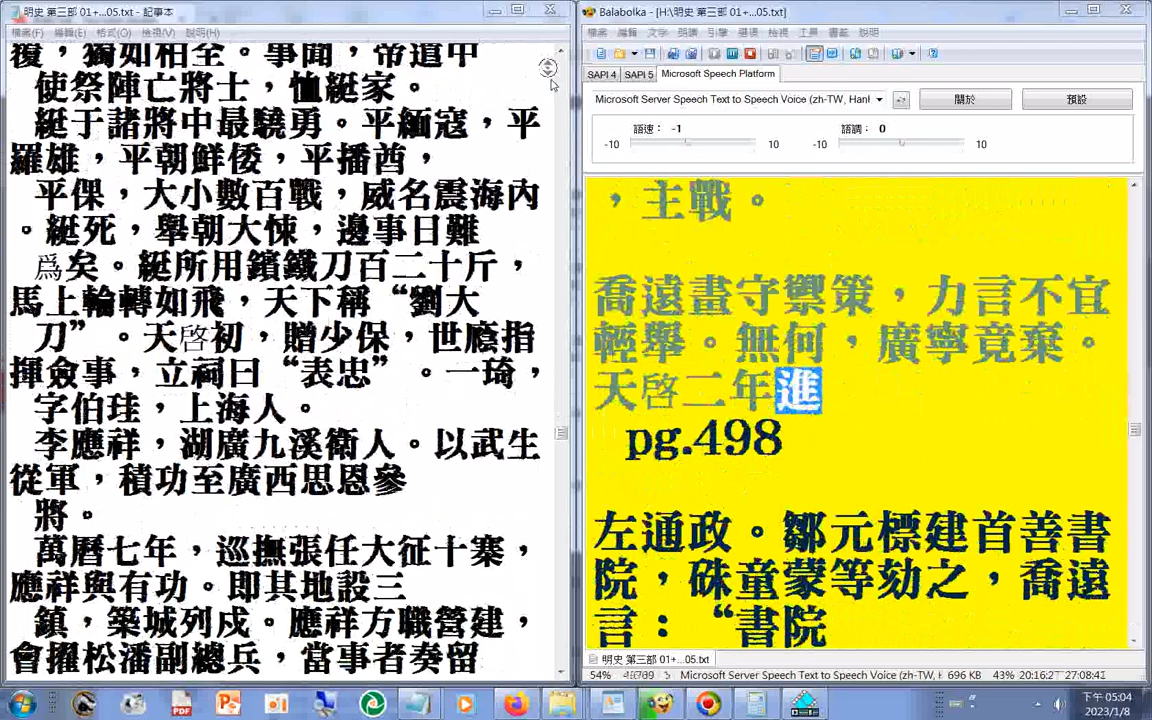 明史 第三部 01+...05.txt - 記事本
檔案(F) 編輯(E) 格式(O) 檢視(V) 說明(H)
復，獨如栢全。事聞，帝遣中
使祭陣亡將士，恤綎家。
綎于諸將中最驍勇。平緬寇，平
羅雄，平朝鮮倭，平播酋，
平倮，大小數百戰，威名震海內
。綎死，舉朝大悚，邊事日難
爲矣。綎所用鑌鐵刀百二十斤，
馬上輪轉如飛，天下稱“劉大
刀”。天啓初，贈少保，世廕指
揮僉事，立祠曰“表忠”。一琦，
字伯珪，上海人。
李應祥，湖廣九溪衛人。以武生
從軍，積功至廣西思恩參
將。
萬曆七年，巡撫張任大征十寨，
應祥與有功。即其地設三
鎮，築城列戍。應祥方職營建，
會擢松潘副總兵，當事者奏留
Balabolka - [H:\明史 第三部 01+...05.txt]
檔案 編輯 文字 朗讀 引擎 選項 檢視 工具 書籤 說明
SAPI 4 SAPI 5 Microsoft Speech Platform
Microsoft Server Speech Text to Speech Voice (zh-TW, Han
關於 預設
語速： -1 語調： 0
-10 10 -10 10
，主戰。
喬遠畫守禦策，力言不宜
輕舉。無何，廣寧竟棄。
天啓二年進
pg.498
左通政。鄒元標建首善書
院，硃童蒙等劾之，喬遠
言：“書院
明史 第三部 01+...05.txt
54% Microsoft Server Speech Text to Speech Voice (zh-TW, H 696 KB 43% 20:16:27 27:08:42
下午 05:04
2023/1/8